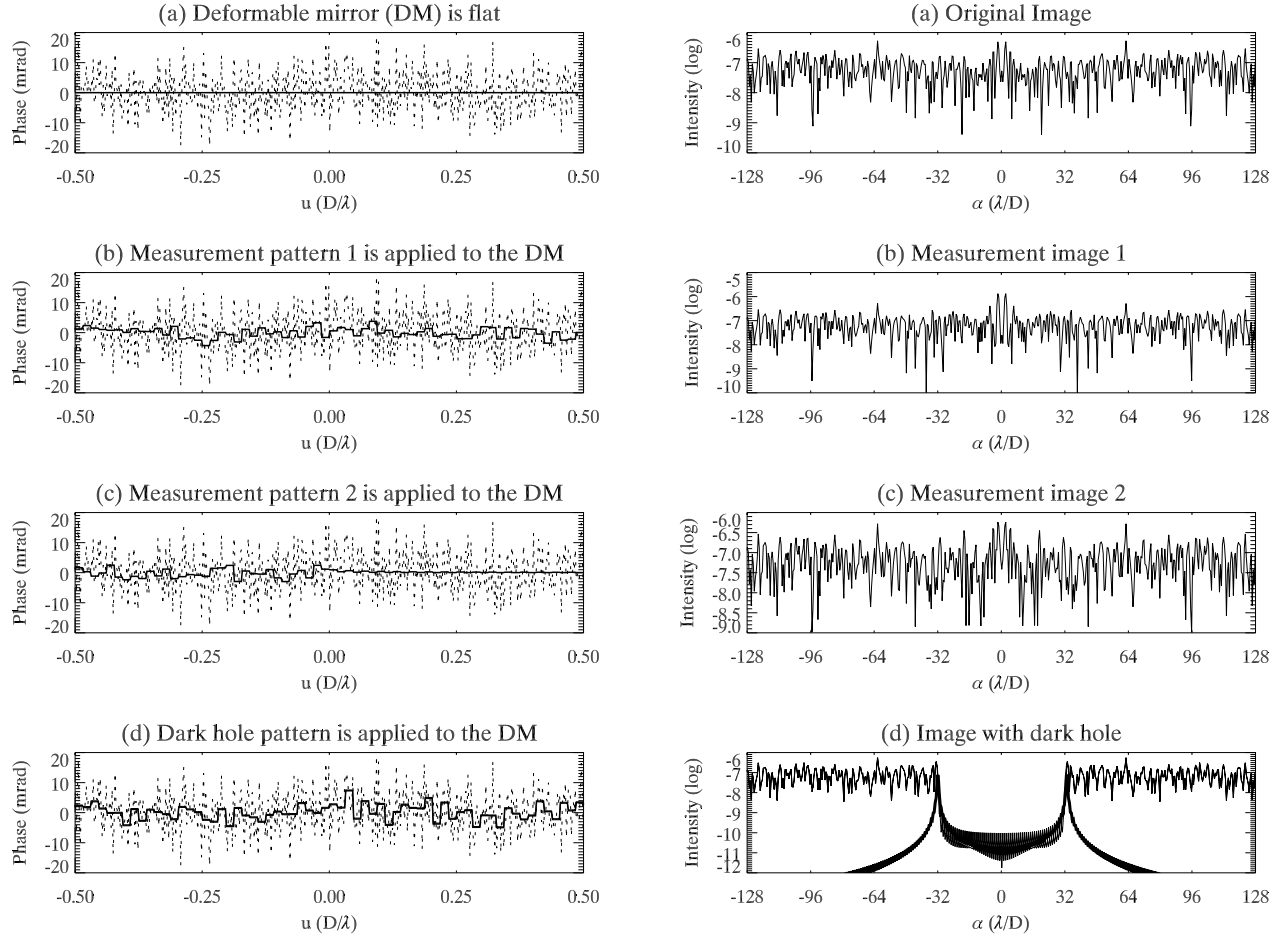 (a) Deformable mirror (DM) is flat
20
10
0
-10
-20
Phase (mrad)
-0.50 -0.25 0.00 0.25 0.50
u (D/λ)
(a) Original Image
-6
-7
-8
-9
-10
Intensity (log)
-128 -96 -64 -32 0 32 64 96 128
α (λ/D)
(b) Measurement pattern 1 is applied to the DM
20
10
0
-10
-20
Phase (mrad)
-0.50 -0.25 0.00 0.25 0.50
u (D/λ)
(b) Measurement image 1
-5
-6
-7
-8
-9
-10
Intensity (log)
-128 -96 -64 -32 0 32 64 96 128
α (λ/D)
(c) Measurement pattern 2 is applied to the DM
20
10
0
-10
-20
Phase (mrad)
-0.50 -0.25 0.00 0.25 0.50
u (D/λ)
(c) Measurement image 2
-6.0
-6.5
-7.0
-7.5
-8.0
-8.5
-9.0
Intensity (log)
-128 -96 -64 -32 0 32 64 96 128
α (λ/D)
(d) Dark hole pattern is applied to the DM
20
10
0
-10
-20
Phase (mrad)
-0.50 -0.25 0.00 0.25 0.50
u (D/λ)
(d) Image with dark hole
-6
-7
-8
-10
-11
-12
Intensity (log)
-128 -96 -64 -32 0 32 64 96 128
α (λ/D)